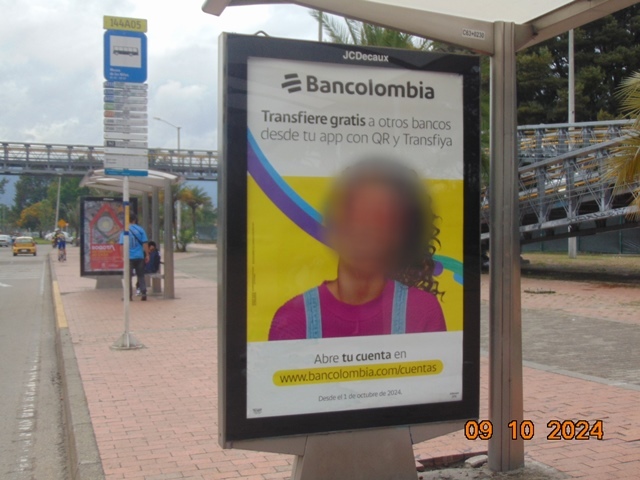 144A05
JCDecaux
Bancolombia
Transfiere gratis a otros bancos
desde tu app con QR y Transfiya
Abre tu cuenta en
www.bancolombia.com/cuentas
Desde el 1 de octubre de 2024.
09 10 2024